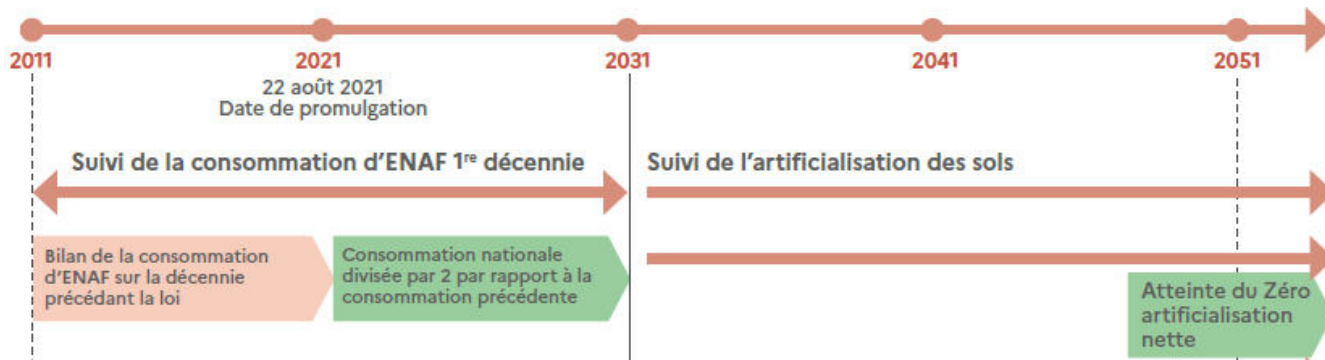 2011
2021
2031
2041
2051
22 août 2021
Date de promulgation
Suivi de la consommation d’ENAF 1re décennie
Suivi de l’artificialisation des sols
Bilan de la consommation
d’ENAF sur la décennie
précédant la loi
Consommation nationale
divisée par 2 par rapport à la
consommation précédente
Atteinte du Zéro
artificialisation
nette